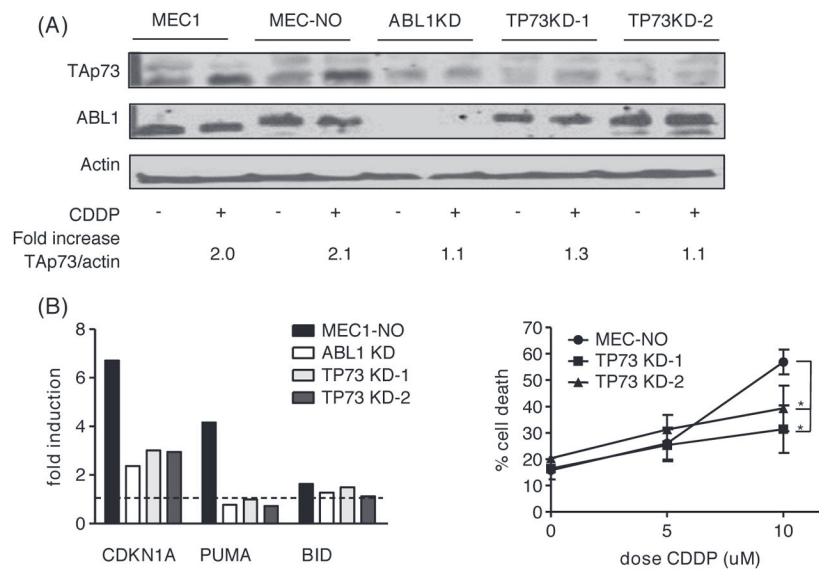 (A)
MEC1 MEC-NO ABL1KD TP73KD-1 TP73KD-2
TAp73
ABL1
Actin
CDDP - + - + - + - + - +
Fold increase
TAp73/actin 2.0 2.1 1.1 1.3 1.1
(B)
8
6
4
2
0
fold induction
MEC1-NO
ABL1 KD
TP73 KD-1
TP73 KD-2
CDKN1A PUMA BID
70
60
50
40
30
20
10
0
% cell death
MEC-NO
TP73 KD-1
TP73 KD-2
*
*
0 5 10
dose CDDP (uM)